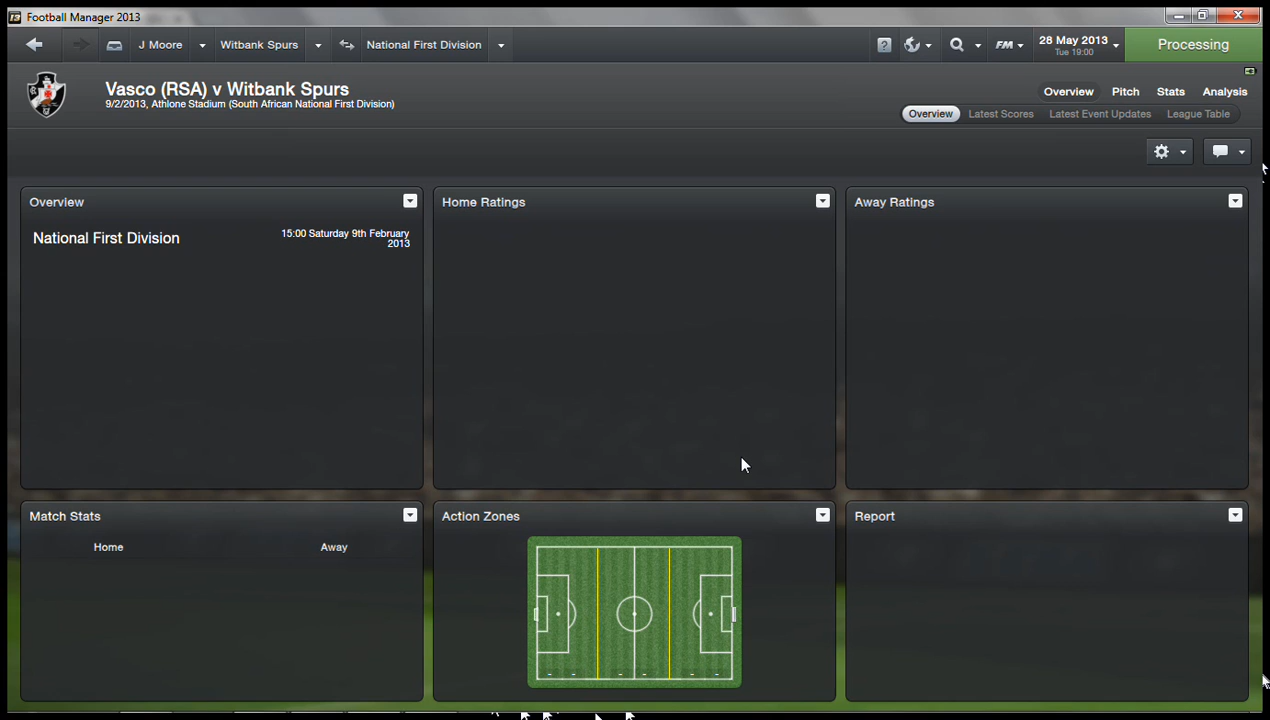 Football Manager 2013
J Moore
Witbank Spurs
National First Division
?
FM
28 May 2013
Tue 19:00
Processing
Vasco (RSA) v Witbank Spurs
9/2/2013, Athlone Stadium (South African National First Division)
Overview Pitch Stats Analysis
Overview Latest Scores Latest Event Updates League Table
Overview
National First Division
15:00 Saturday 9th February
2013
Home Ratings
Away Ratings
Match Stats
Home Away
Action Zones
- - - - - -
Report